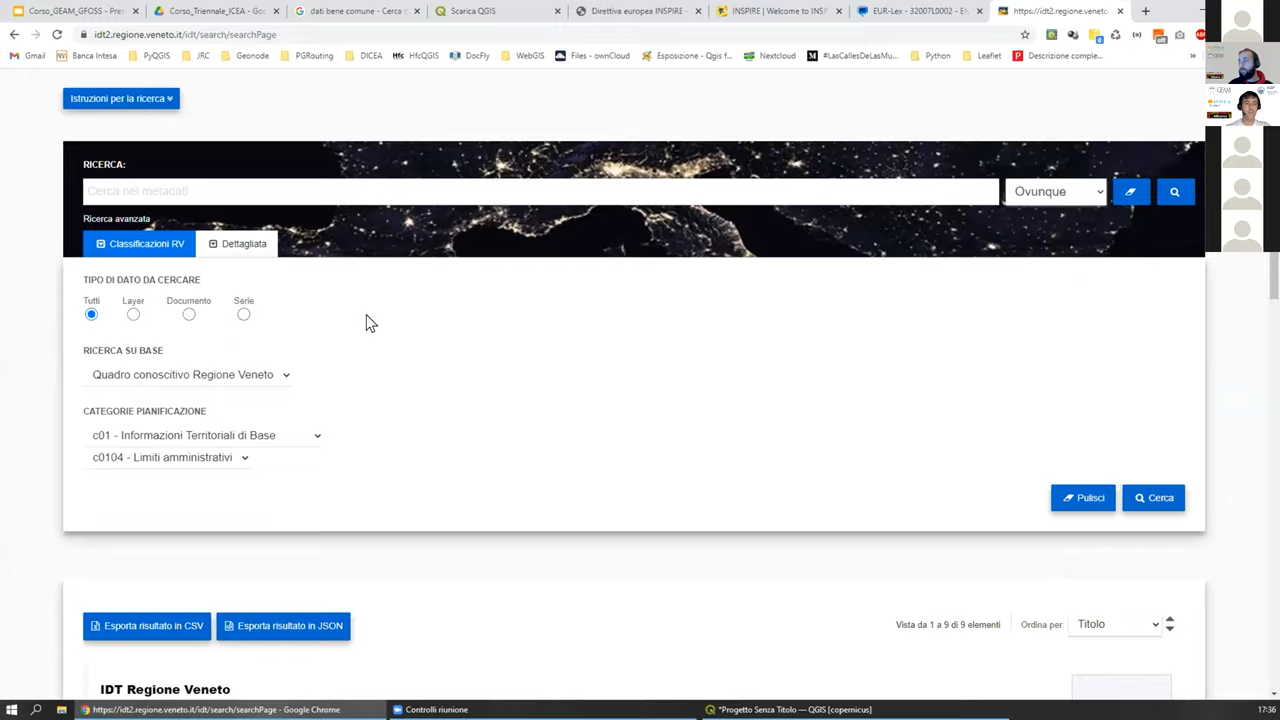 Corso_GEAM_GFOSS - Pres
Corso_Triennale_ICEA - Goo
dati bene comune - Cerca c
Scarica QGIS
Direttiva europea INSPIRE -
INSPIRE | Welcome to INSP
EUR-Lex - 32007L0002 - EN
https://idt2.regione.veneto.
idt2.regione.veneto.it/idt/search/searchPage
Gmail
Banca Intesa
PyQGIS
JRC
Geonode
PGRouting
DICEA
HfcQGIS
DocFly
WebGIS
Files - ownCloud
Esposizione - Qgis f...
Nextcloud
#LasCallesDeLasMu...
Python
Leaflet
Descrizione comple...
»
GEAM
Istruzioni per la ricerca
RICERCA:
Cerca nei metadati
Ovunque
Ricerca avanzata
Classificazioni RV
Dettagliata
TIPO DI DATO DA CERCARE
Tutti
Layer
Documento
Serie
RICERCA SU BASE
Quadro conoscitivo Regione Veneto
CATEGORIE PIANIFICAZIONE
c01 - Informazioni Territoriali di Base
c0104 - Limiti amministrativi
Pulisci
Cerca
Esporta risultato in CSV
Esporta risultato in JSON
Vista da 1 a 9 di 9 elementi
Ordina per:
Titolo
IDT Regione Veneto
https://idt2.regione.veneto.it/idt/search/searchPage - Google Chrome
Controlli riunione
*Progetto Senza Titolo — QGIS [copernicus]
17:36